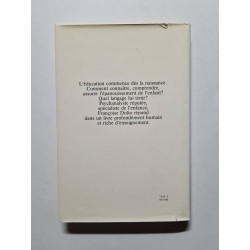 L'éducation commence dès la naissance.
Comment connaître, comprendre,
assurer l'épanouissement de l'enfant?
Quel langage lui tenir?
Psychanalyste réputée,
spécialiste de l'enfance,
Françoise Dolto répond
dans un livre profondément humain
et riche d'enseignement.